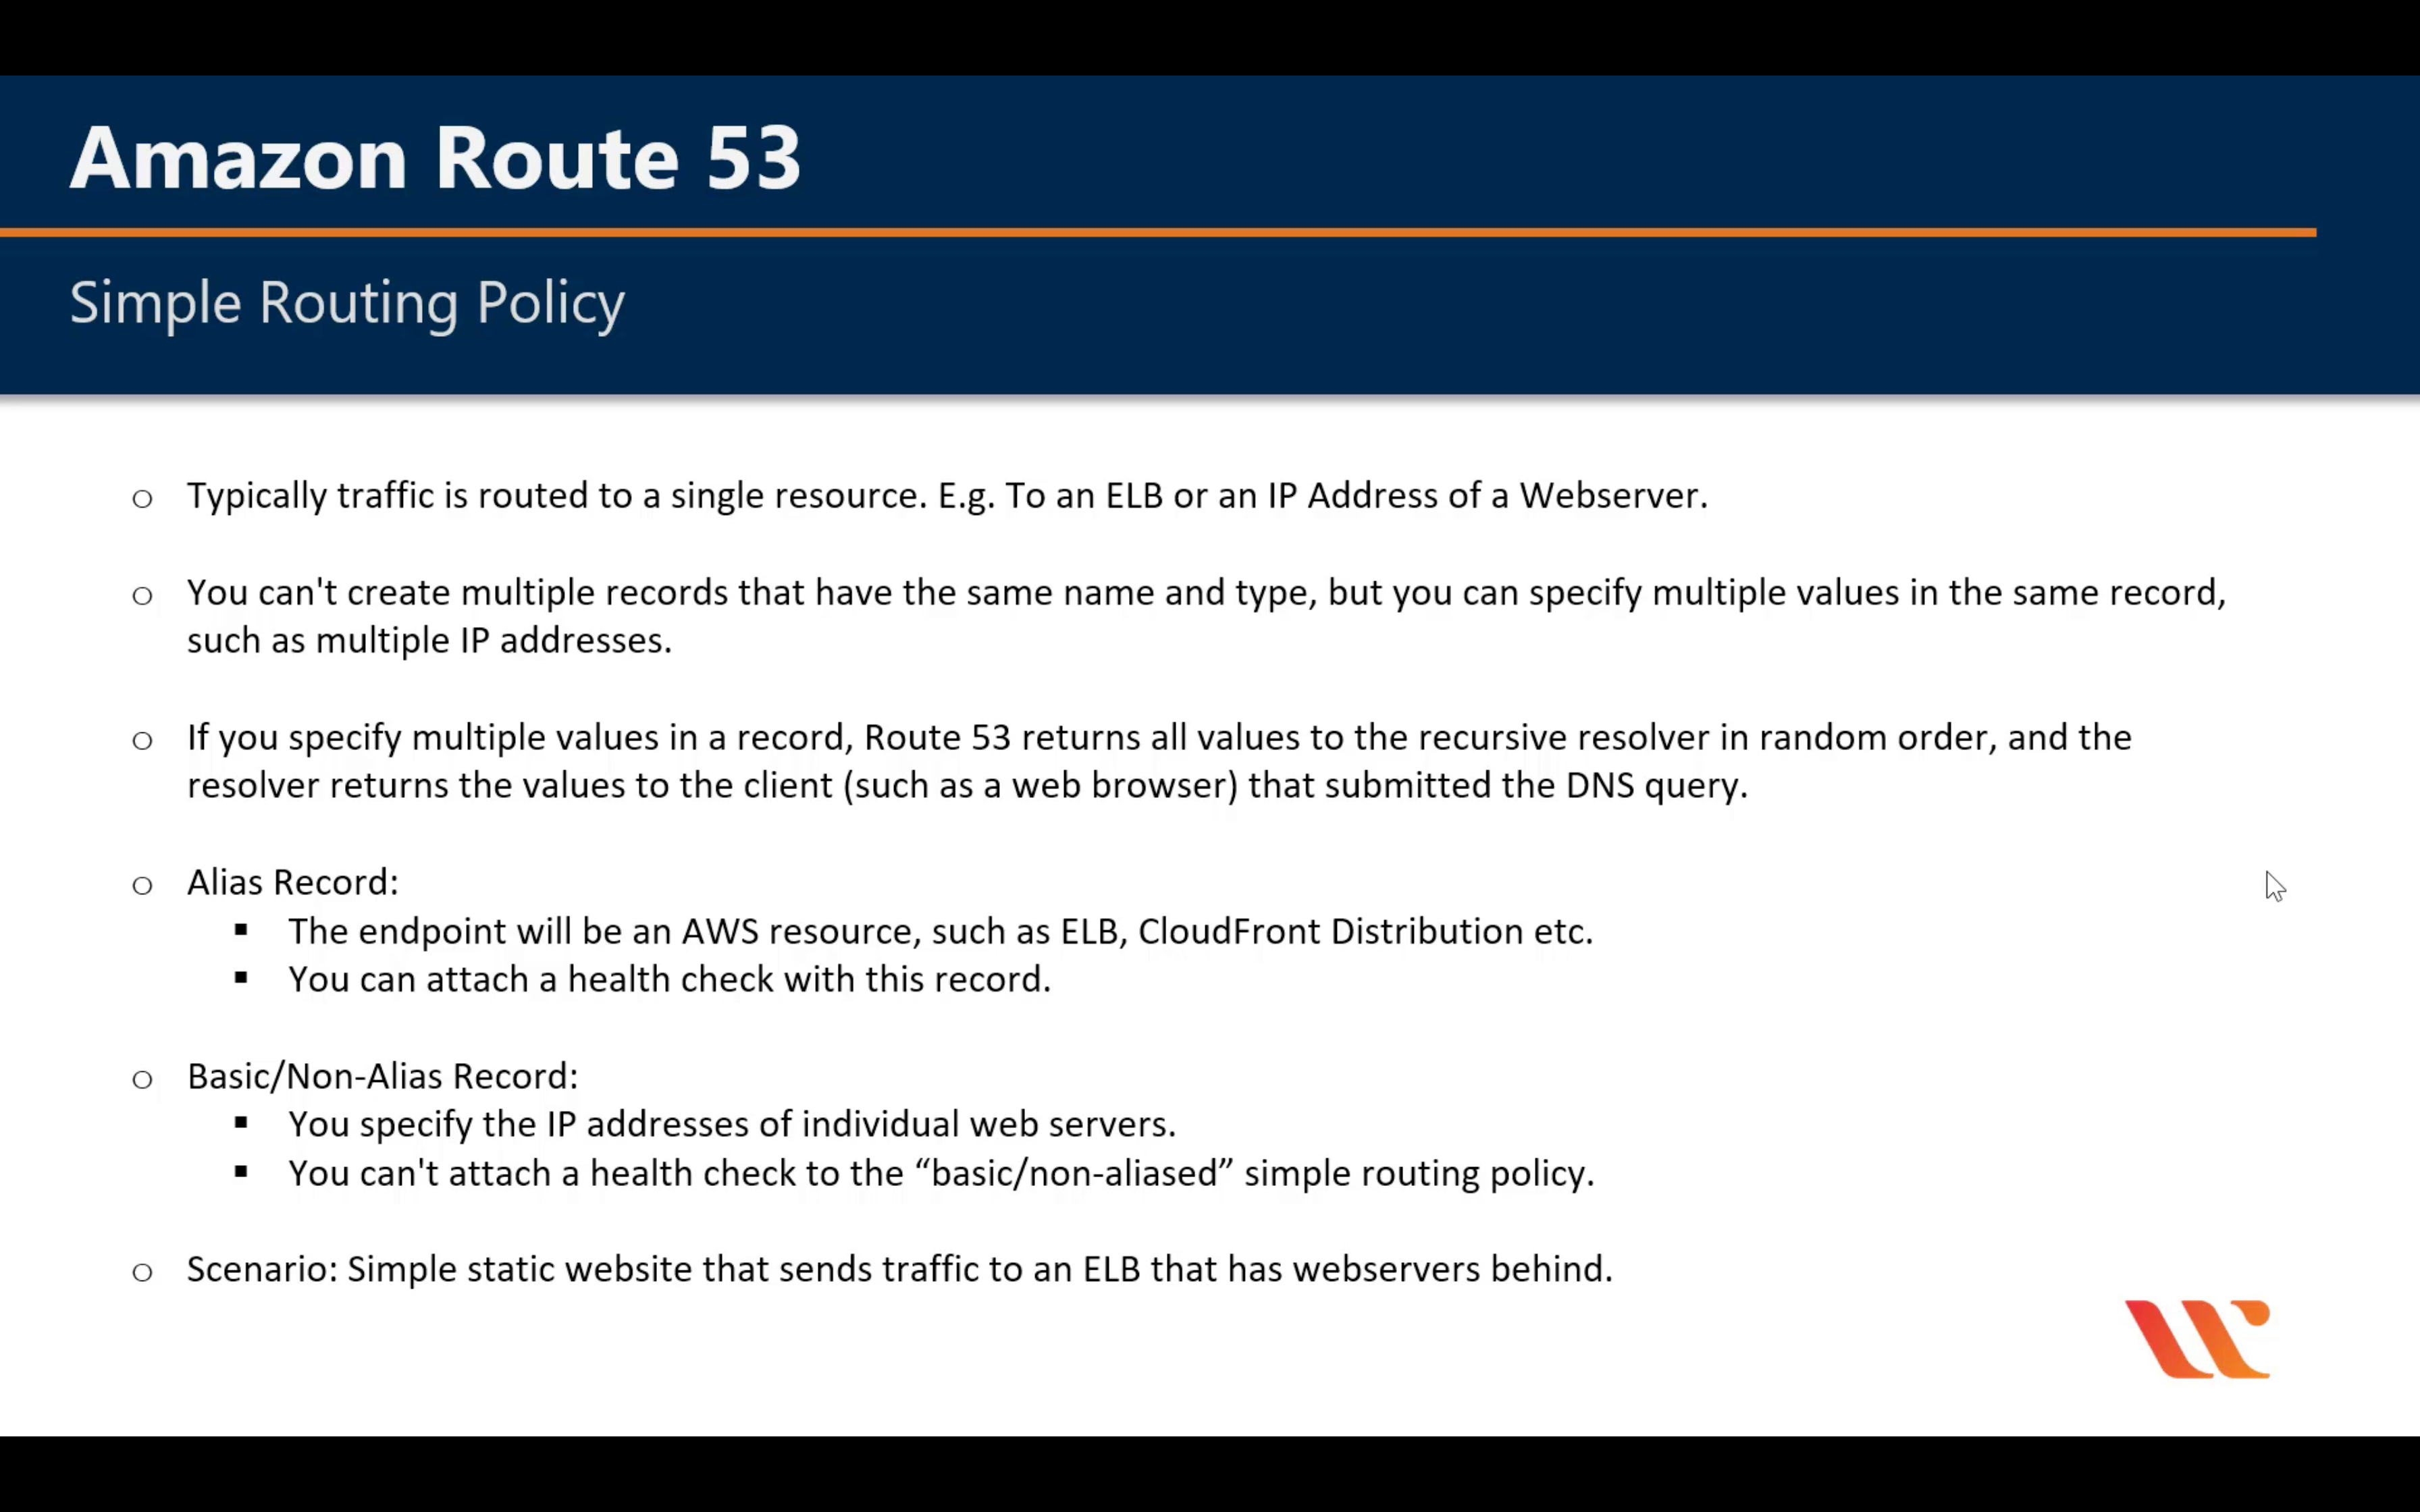 Amazon Route 53
Simple Routing Policy
Typically traffic is routed to a single resource. E.g. To an ELB or an IP Address of a Webserver.
You can't create multiple records that have the same name and type, but you can specify multiple values in the same record,
such as multiple IP addresses.
If you specify multiple values in a record, Route 53 returns all values to the recursive resolver in random order, and the
resolver returns the values to the client (such as a web browser) that submitted the DNS query.
Alias Record:
The endpoint will be an AWS resource, such as ELB, CloudFront Distribution etc.
You can attach a health check with this record.
Basic/Non-Alias Record:
You specify the IP addresses of individual web servers.
You can't attach a health check to the “basic/non-aliased” simple routing policy.
Scenario: Simple static website that sends traffic to an ELB that has webservers behind.